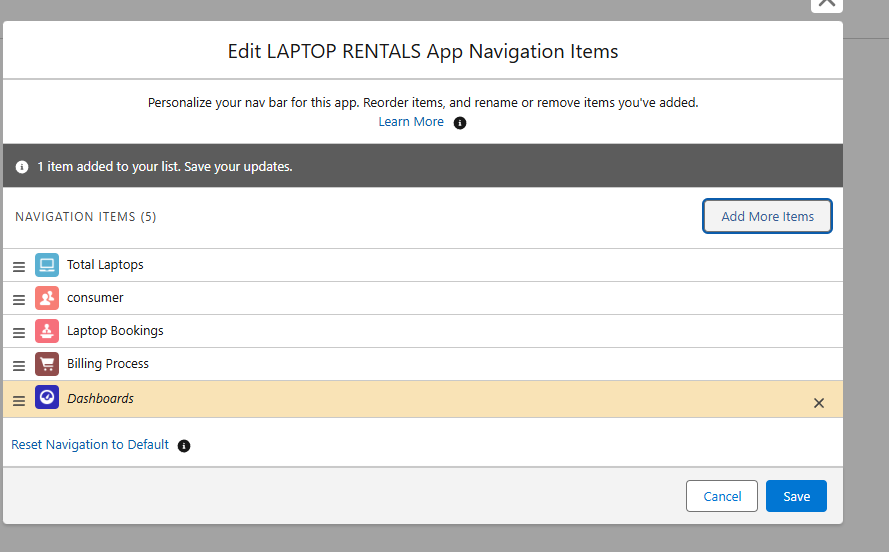 Edit LAPTOP RENTALS App Navigation Items
Personalize your nav bar for this app. Reorder items, and rename or remove items you've added.
Learn More
1 item added to your list. Save your updates.
NAVIGATION ITEMS (5)
Add More Items
Total Laptops
consumer
Laptop Bookings
Billing Process
Dashboards
Reset Navigation to Default
Cancel
Save